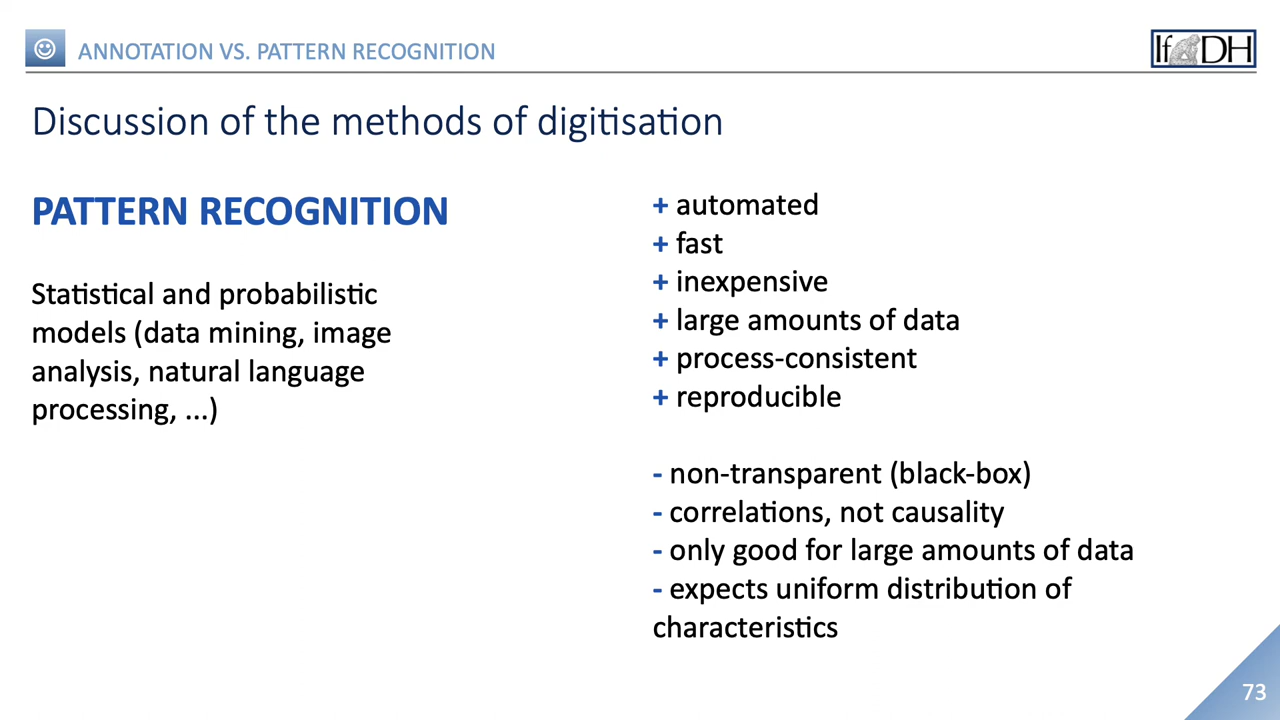 ANNOTATION VS. PATTERN RECOGNITION
IfDH
Discussion of the methods of digitisation
PATTERN RECOGNITION
Statistical and probabilistic
models (data mining, image
analysis, natural language
processing, ...)
+ automated
+ fast
+ inexpensive
+ large amounts of data
+ process-consistent
+ reproducible
- non-transparent (black-box)
- correlations, not causality
- only good for large amounts of data
- expects uniform distribution of
characteristics
73